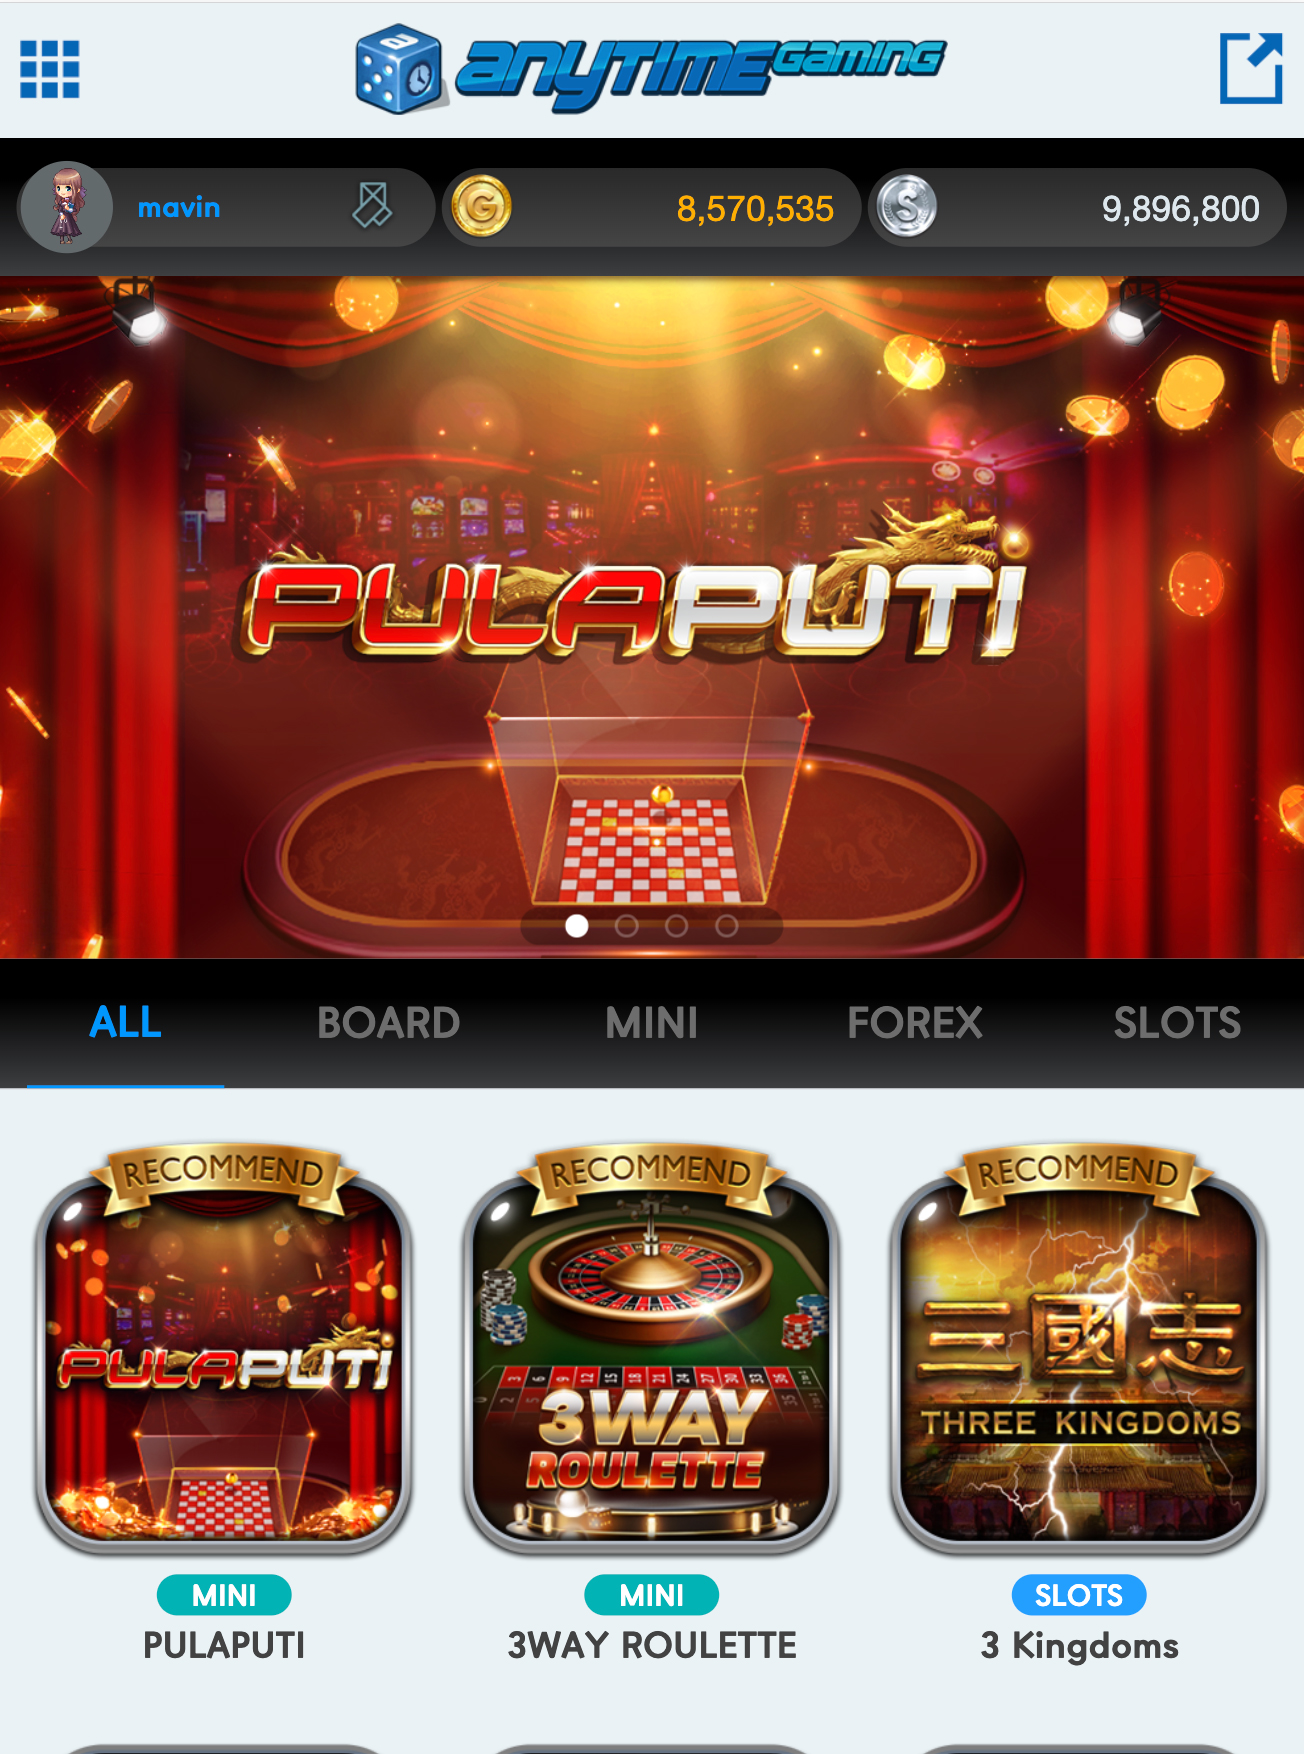 anytime gaming
mavin
8,570,535
9,896,800
PULAPUTI
ALL
BOARD
MINI
FOREX
SLOTS
RECOMMEND
PULAPUTI
MINI
PULAPUTI
RECOMMEND
3WAY
ROULETTE
MINI
3WAY ROULETTE
RECOMMEND
三國志
THREE KINGDOMS
SLOTS
3 Kingdoms